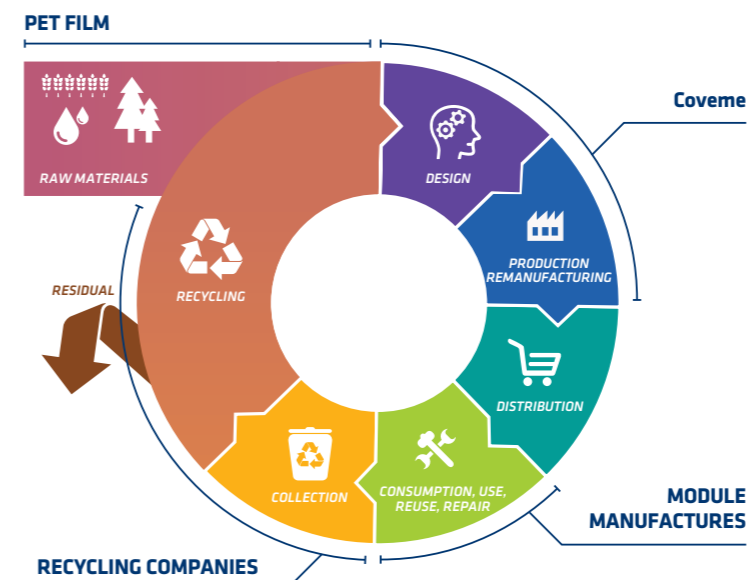 PET FILM
Coveme
DESIGN
RAW MATERIALS
PRODUCTION
REMANUFACTURING
RESIDUAL
RECYCLING
DISTRIBUTION
COLLECTION
CONSUMPTION, USE,
REUSE, REPAIR
MODULE
MANUFACTURES
RECYCLING COMPANIES